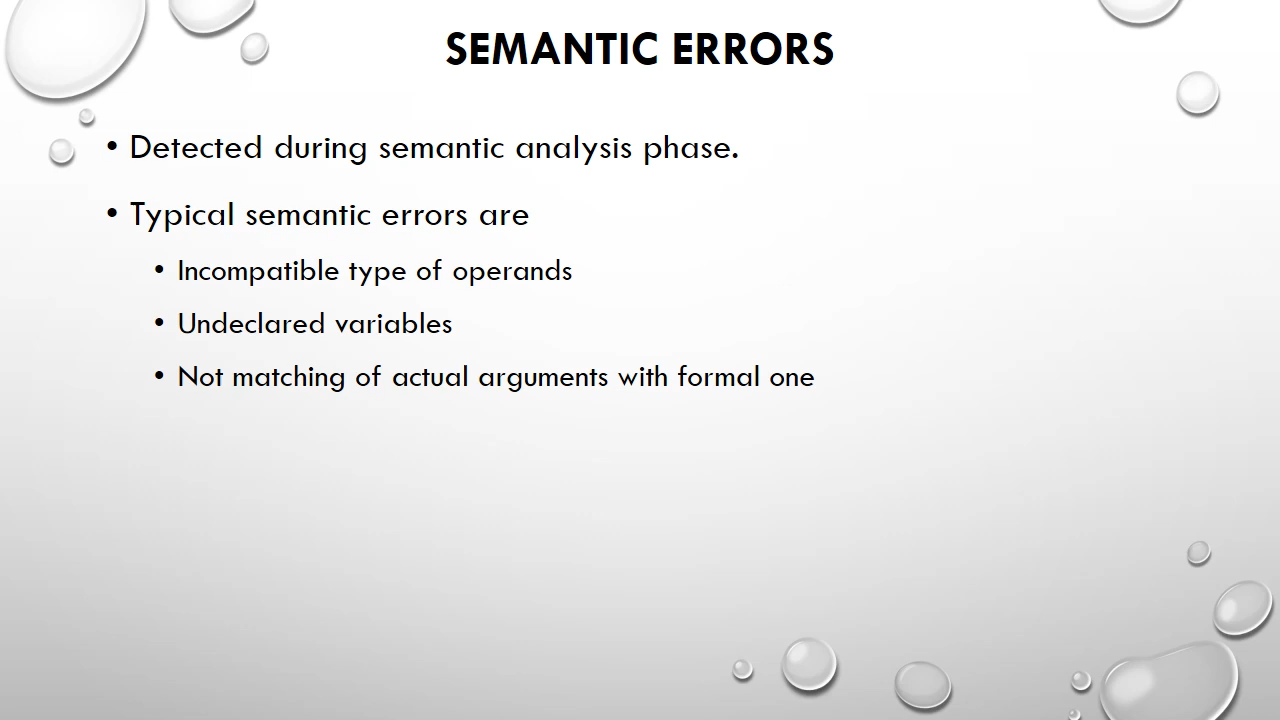 SEMANTIC ERRORS
• Detected during semantic analysis phase.
• Typical semantic errors are
• Incompatible type of operands
• Undeclared variables
• Not matching of actual arguments with formal one